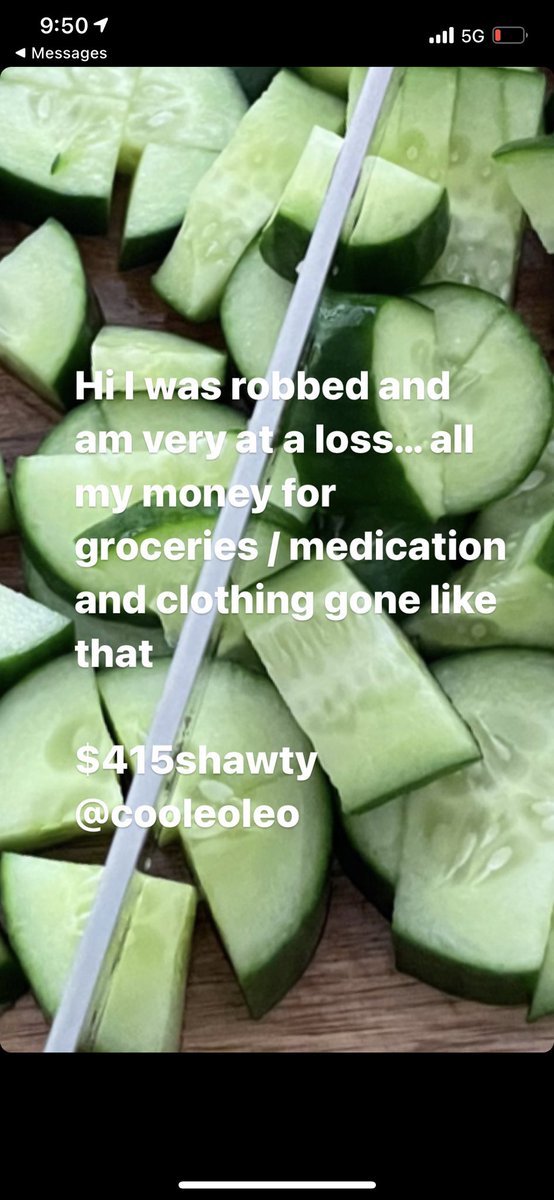 9:50
5G
◀ Messages
Hi I was robbed and
am very at a loss... all
my money for
groceries / medication
and clothing gone like
that
$415shawty
@cooleoleo